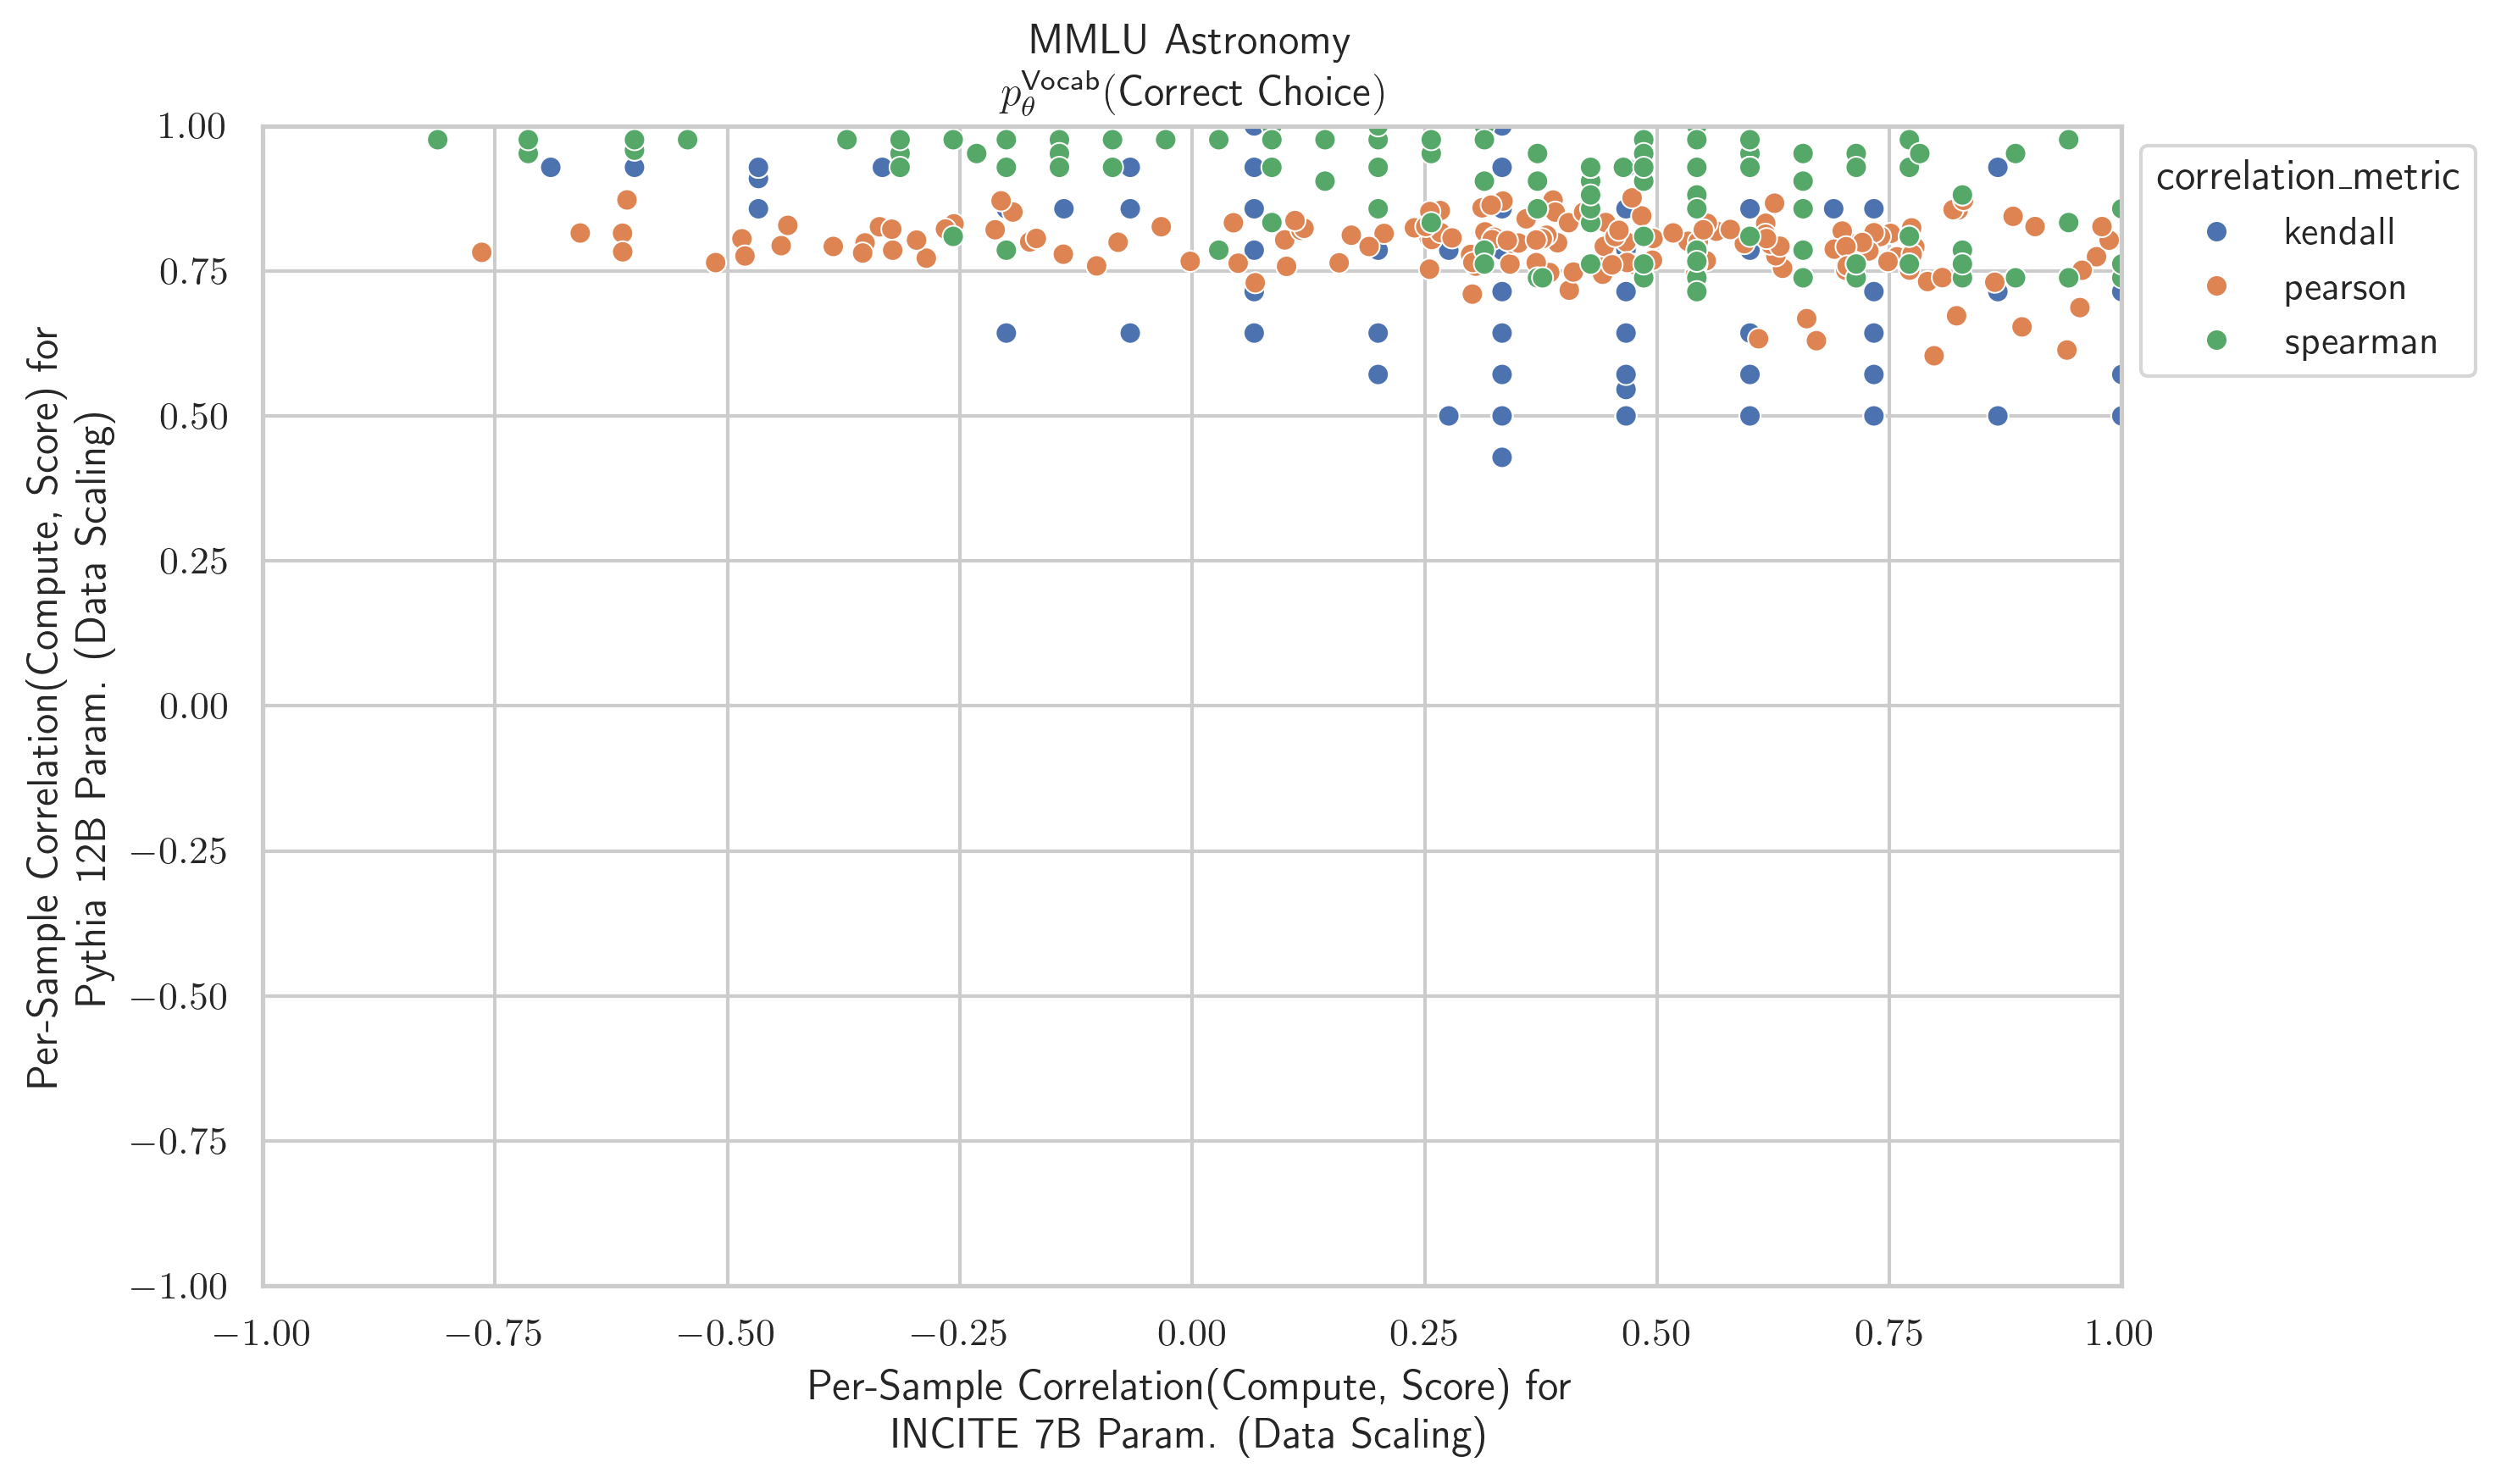 MMLU Astronomy
p_θ^Vocab(Correct Choice)
1.00
0.75
0.50
0.25
0.00
−0.25
−0.50
−0.75
−1.00
Per-Sample Correlation(Compute, Score) for
Pythia 12B Param. (Data Scaling)
−1.00
−0.75
−0.50
−0.25
0.00
0.25
0.50
0.75
1.00
Per-Sample Correlation(Compute, Score) for
INCITE 7B Param. (Data Scaling)
correlation_metric
kendall
pearson
spearman